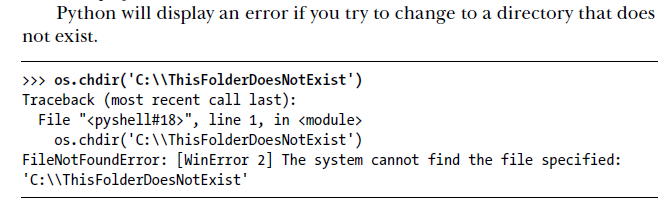 Python will display an error if you try to change to a directory that does
not exist.
>>> os.chdir('C:\\ThisFolderDoesNotExist')
Traceback (most recent call last):
  File "<pyshell#18>", line 1, in <module>
    os.chdir('C:\\ThisFolderDoesNotExist')
FileNotFoundError: [WinError 2] The system cannot find the file specified:
'C:\\ThisFolderDoesNotExist'